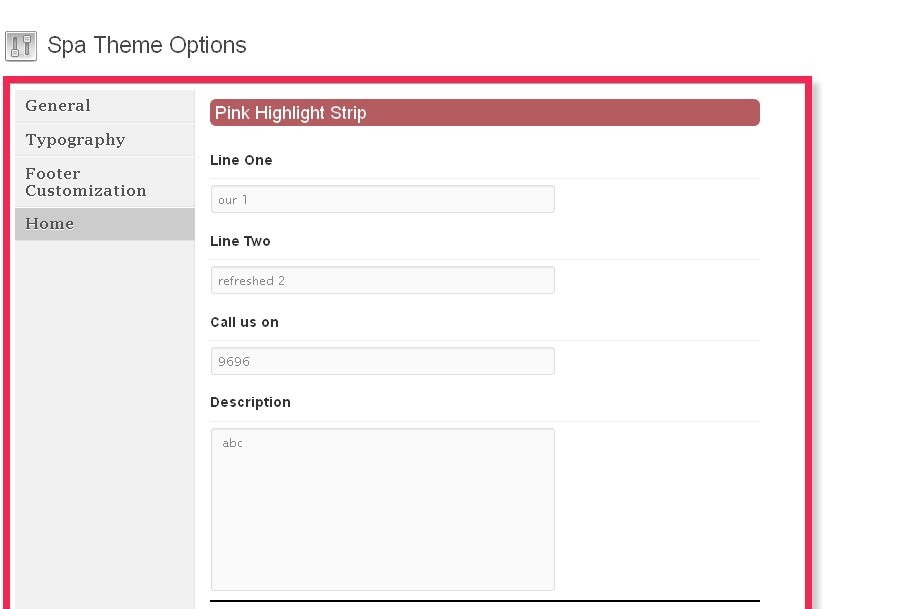 Spa Theme Options
General
Typography
Footer
Customization
Home
Pink Highlight Strip
Line One
our 1
Line Two
refreshed 2
Call us on
9696
Description
abc